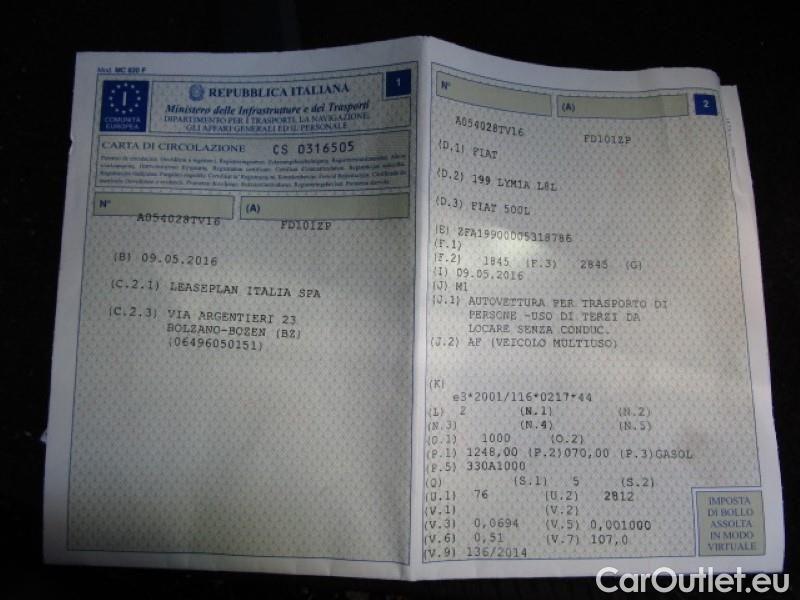 Mod. MC 820 F
REPUBBLICA ITALIANA
1
Ministero delle Infrastrutture e dei Trasporti
DIPARTIMENTO PER I TRASPORTI, LA NAVIGAZIONE,
GLI AFFARI GENERALI ED IL PERSONALE
I
COMUNITÀ
EUROPEA
CARTA DI CIRCOLAZIONE CS 0316505
N° (A)
A054028TV16 FD101ZP
(B) 09.05.2016
(C.2.1) LEASEPLAN ITALIA SPA
(C.2.3) VIA ARGENTIERI 23
BOLZANO-BOZEN (BZ)
(06496050151)
N° (A) 2
A054028TV16 FD101ZP
(D.1) FIAT
(D.2) 199 LYM1A L8L
(D.3) FIAT 500L
(E) ZFA19900005318786
(F.1)
(F.2) 1845 (F.3) 2845 (G)
(I) 09.05.2016
(J) M1
(J.1) AUTOVETTURA PER TRASPORTO DI
PERSONE -USO DI TERZI DA
LOCARE SENZA CONDUC.
(J.2) AF (VEICOLO MULTIUSO)
(K)
e3*2001/116*0217*44
(L) 2 (N.1) (N.2)
(N.3) (N.4) (N.5)
(O.1) 1000 (O.2)
(P.1) 1248,00 (P.2)070,00 (P.3)GASOL
(P.5) 330A1000
(Q) (S.1) 5 (S.2)
(U.1) 76 (U.2) 2812
(V.1) (V.2)
(V.3) 0,0694 (V.5) 0,001000
(V.6) 0,51 (V.7) 107,0
(V.9) 136/2014
IMPOSTA
DI BOLLO
ASSOLTA
IN MODO
VIRTUALE
CarOutlet.eu